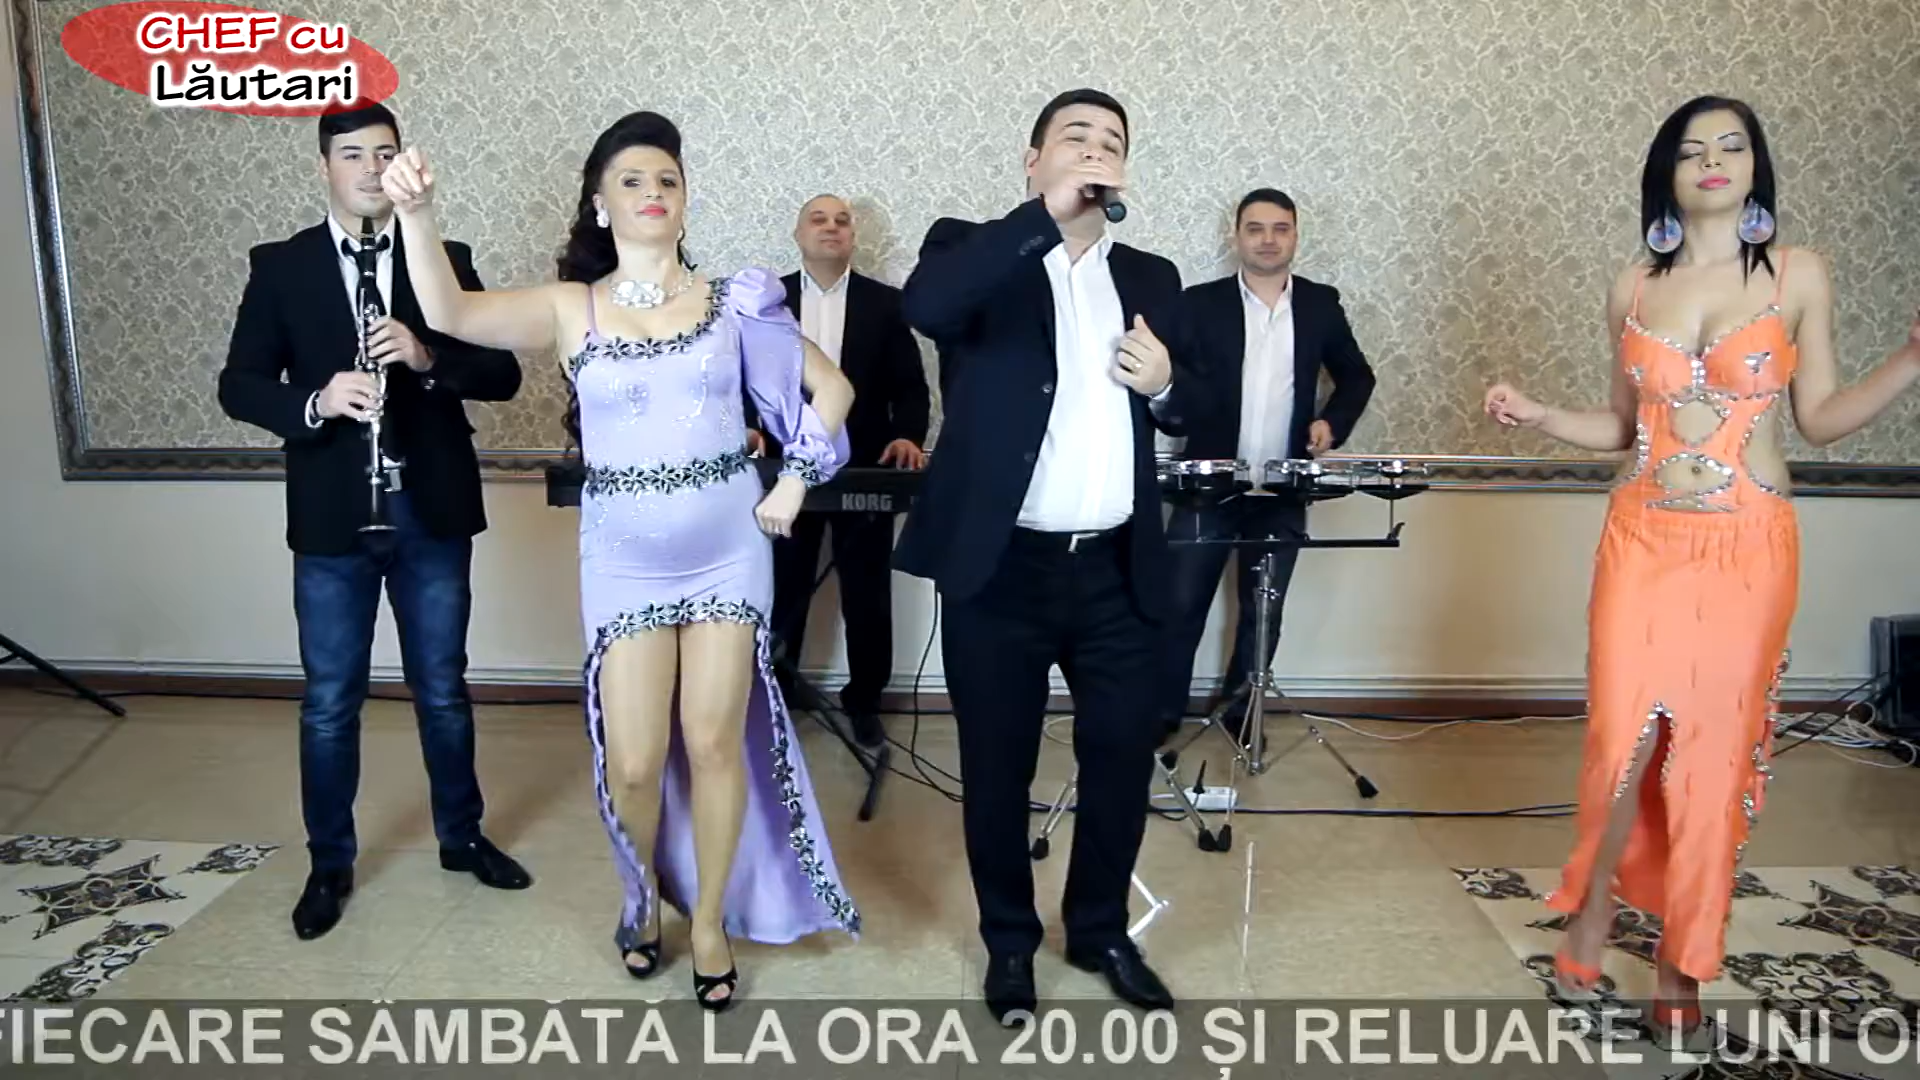 CHEF cu
Lăutari
KORG
FIECARE SÂMBĂTĂ LA ORA 20.00 ȘI RELUARE LUNI